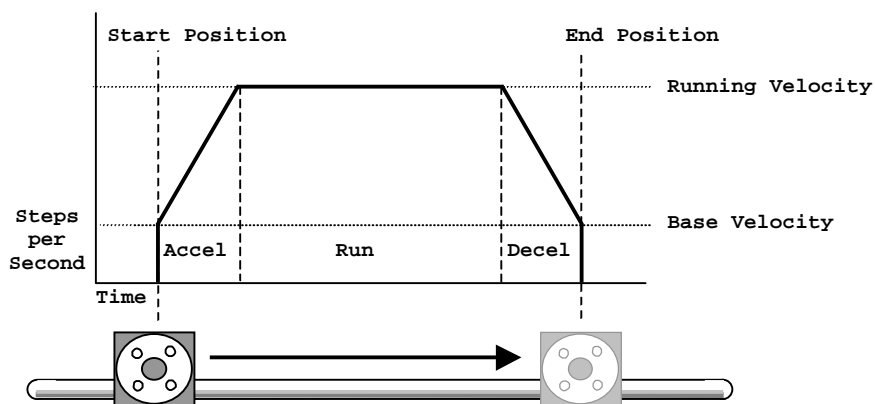 Start Position
End Position
Running Velocity
Steps
per
Second
Base Velocity
Accel
Run
Decel
Time